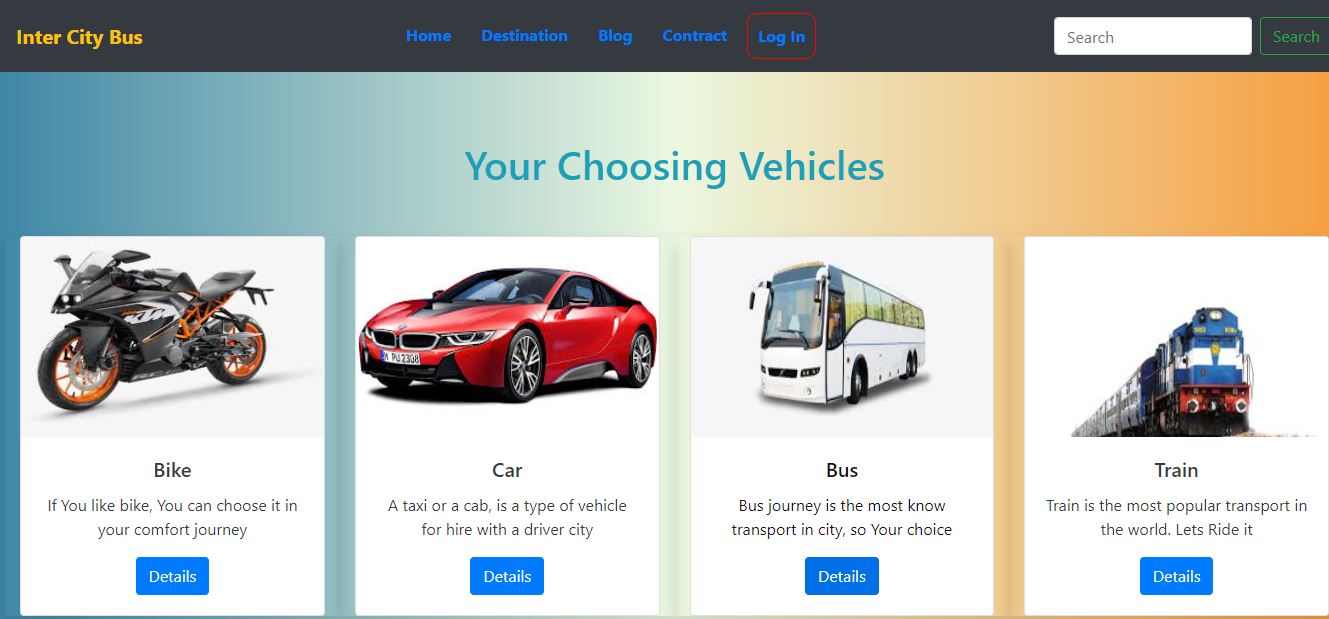 Inter City Bus
Home Destination Blog Contract Log In
Search Search
Your Choosing Vehicles
Bike
If You like bike, You can choose it in
your comfort journey
Details
Car
A taxi or a cab, is a type of vehicle
for hire with a driver city
Details
Bus
Bus journey is the most know
transport in city, so Your choice
Details
Train
Train is the most popular transport in
the world. Lets Ride it
Details
KTM
M PU 2308